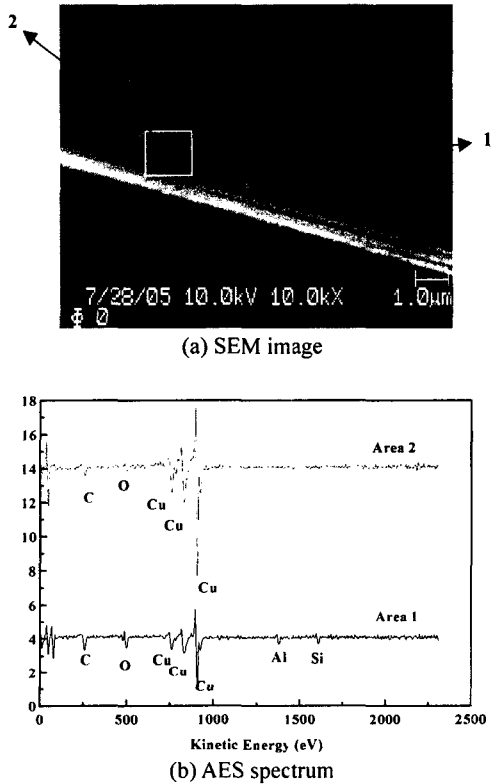 2
1
7/28/05 10.0kV 10.0kX 1.0μm
Φ 0
(a) SEM image
18
16
14
12
10
8
6
4
2
0
Area 2
C
O
Cu
Cu
Cu
Area 1
C
O
Cu
Cu
Cu
Al
Si
0 500 1000 1500 2000 2500
Kinetic Energy (eV)
(b) AES spectrum